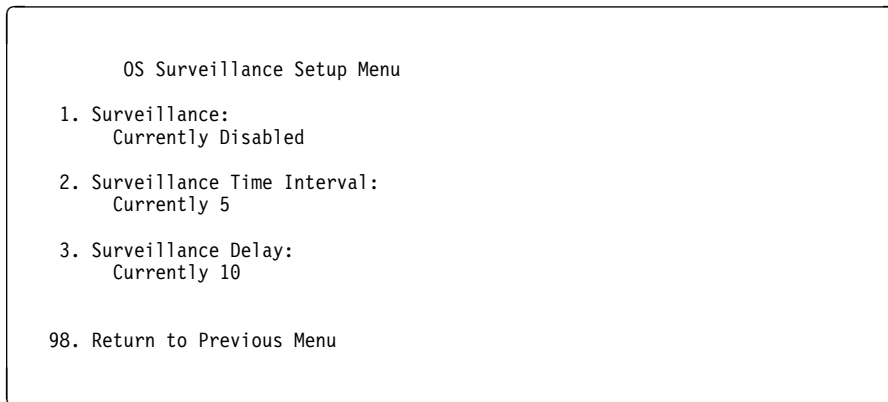 OS Surveillance Setup Menu
1. Surveillance:
Currently Disabled
2. Surveillance Time Interval:
Currently 5
3. Surveillance Delay:
Currently 10
98. Return to Previous Menu